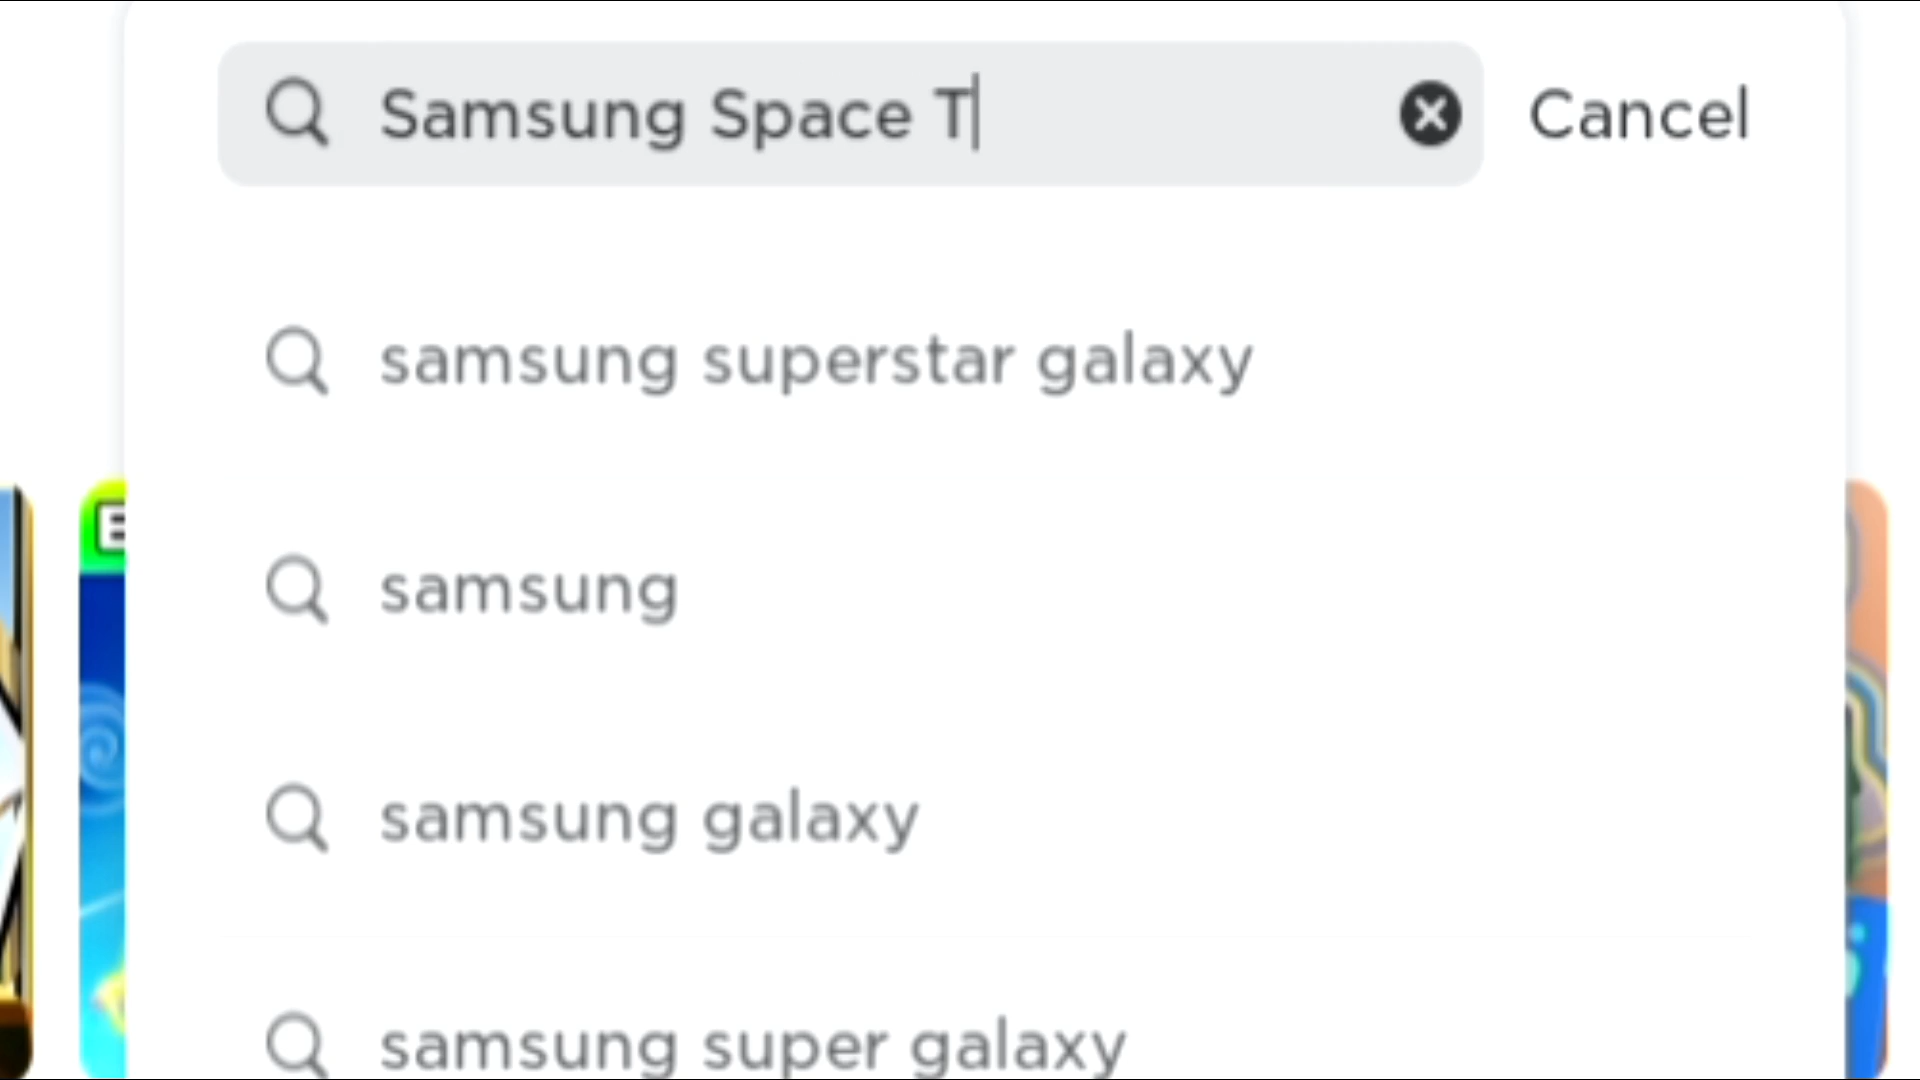 Samsung Space T
Cancel
samsung superstar galaxy
samsung
samsung galaxy
samsung super galaxy